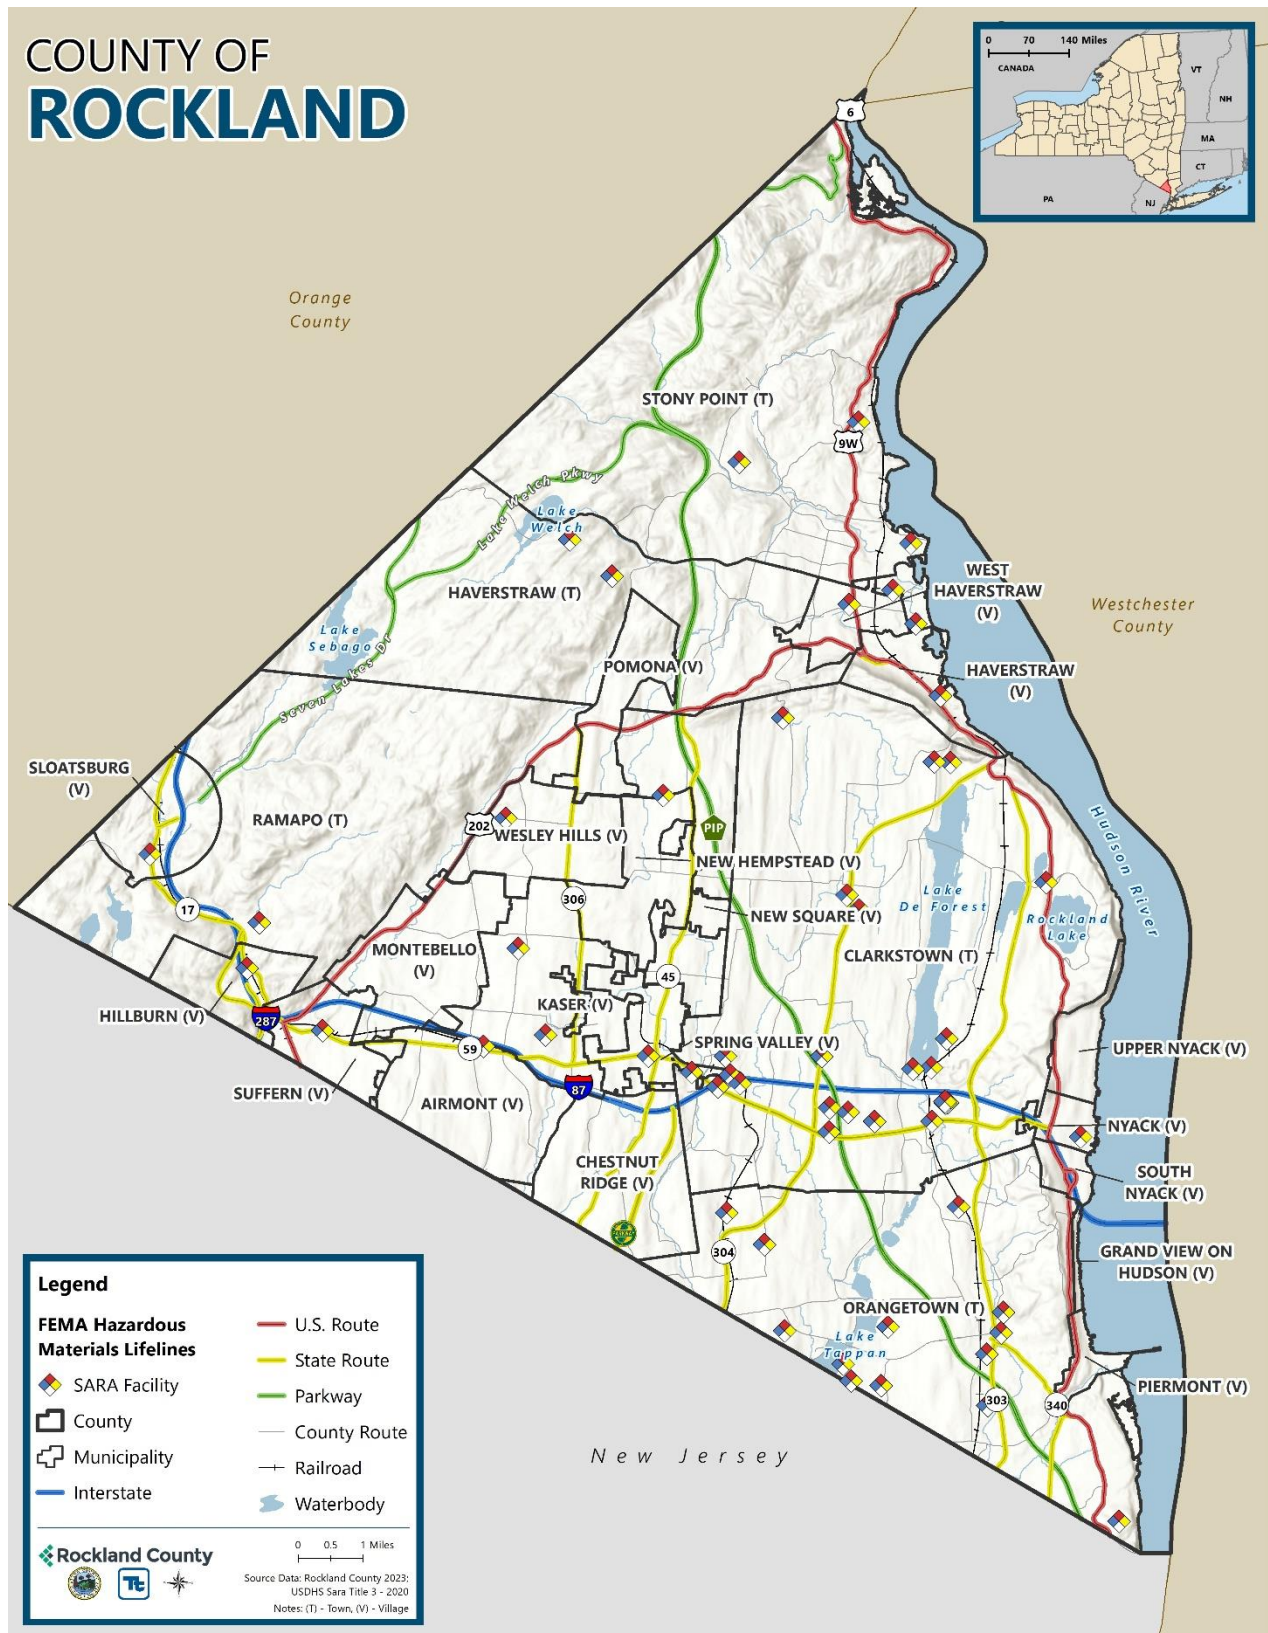 COUNTY OF
ROCKLAND
0 70 140 Miles
CANADA
VT
NH
MA
CT
PA
NJ
6
Orange
County
STONY POINT (T)
9W
Lake Welch Pkwy
Lake
Welch
HAVERSTRAW (T)
WEST
HAVERSTRAW
(V)
Westchester
County
Lake
Sebago
Seven Lakes Dr
POMONA (V)
HAVERSTRAW
(V)
SLOATSBURG
(V)
RAMAPO (T)
202
WESLEY HILLS (V)
PIP
Hudson River
NEW HEMPSTEAD (V)
306
17
Lake
De Forest
NEW SQUARE (V)
Rockland
Lake
MONTEBELLO
(V)
CLARKSTOWN (T)
45
KASER (V)
HILLBURN (V)
287
59
SPRING VALLEY (V)
UPPER NYACK (V)
SUFFERN (V)
87
AIRMONT (V)
NYACK (V)
CHESTNUT
RIDGE (V)
SOUTH
NYACK (V)
304
GRAND VIEW ON
HUDSON (V)
ORANGETOWN (T)
Lake
Tappan
PIERMONT (V)
303
340
New Jersey
Legend
FEMA Hazardous
Materials Lifelines
SARA Facility
County
Municipality
Interstate
U.S. Route
State Route
Parkway
County Route
Railroad
Waterbody
Rockland County
Tt
0 0.5 1 Miles
Source Data: Rockland County 2023;
USDHS Sara Title 3 - 2020
Notes: (T) - Town, (V) - Village